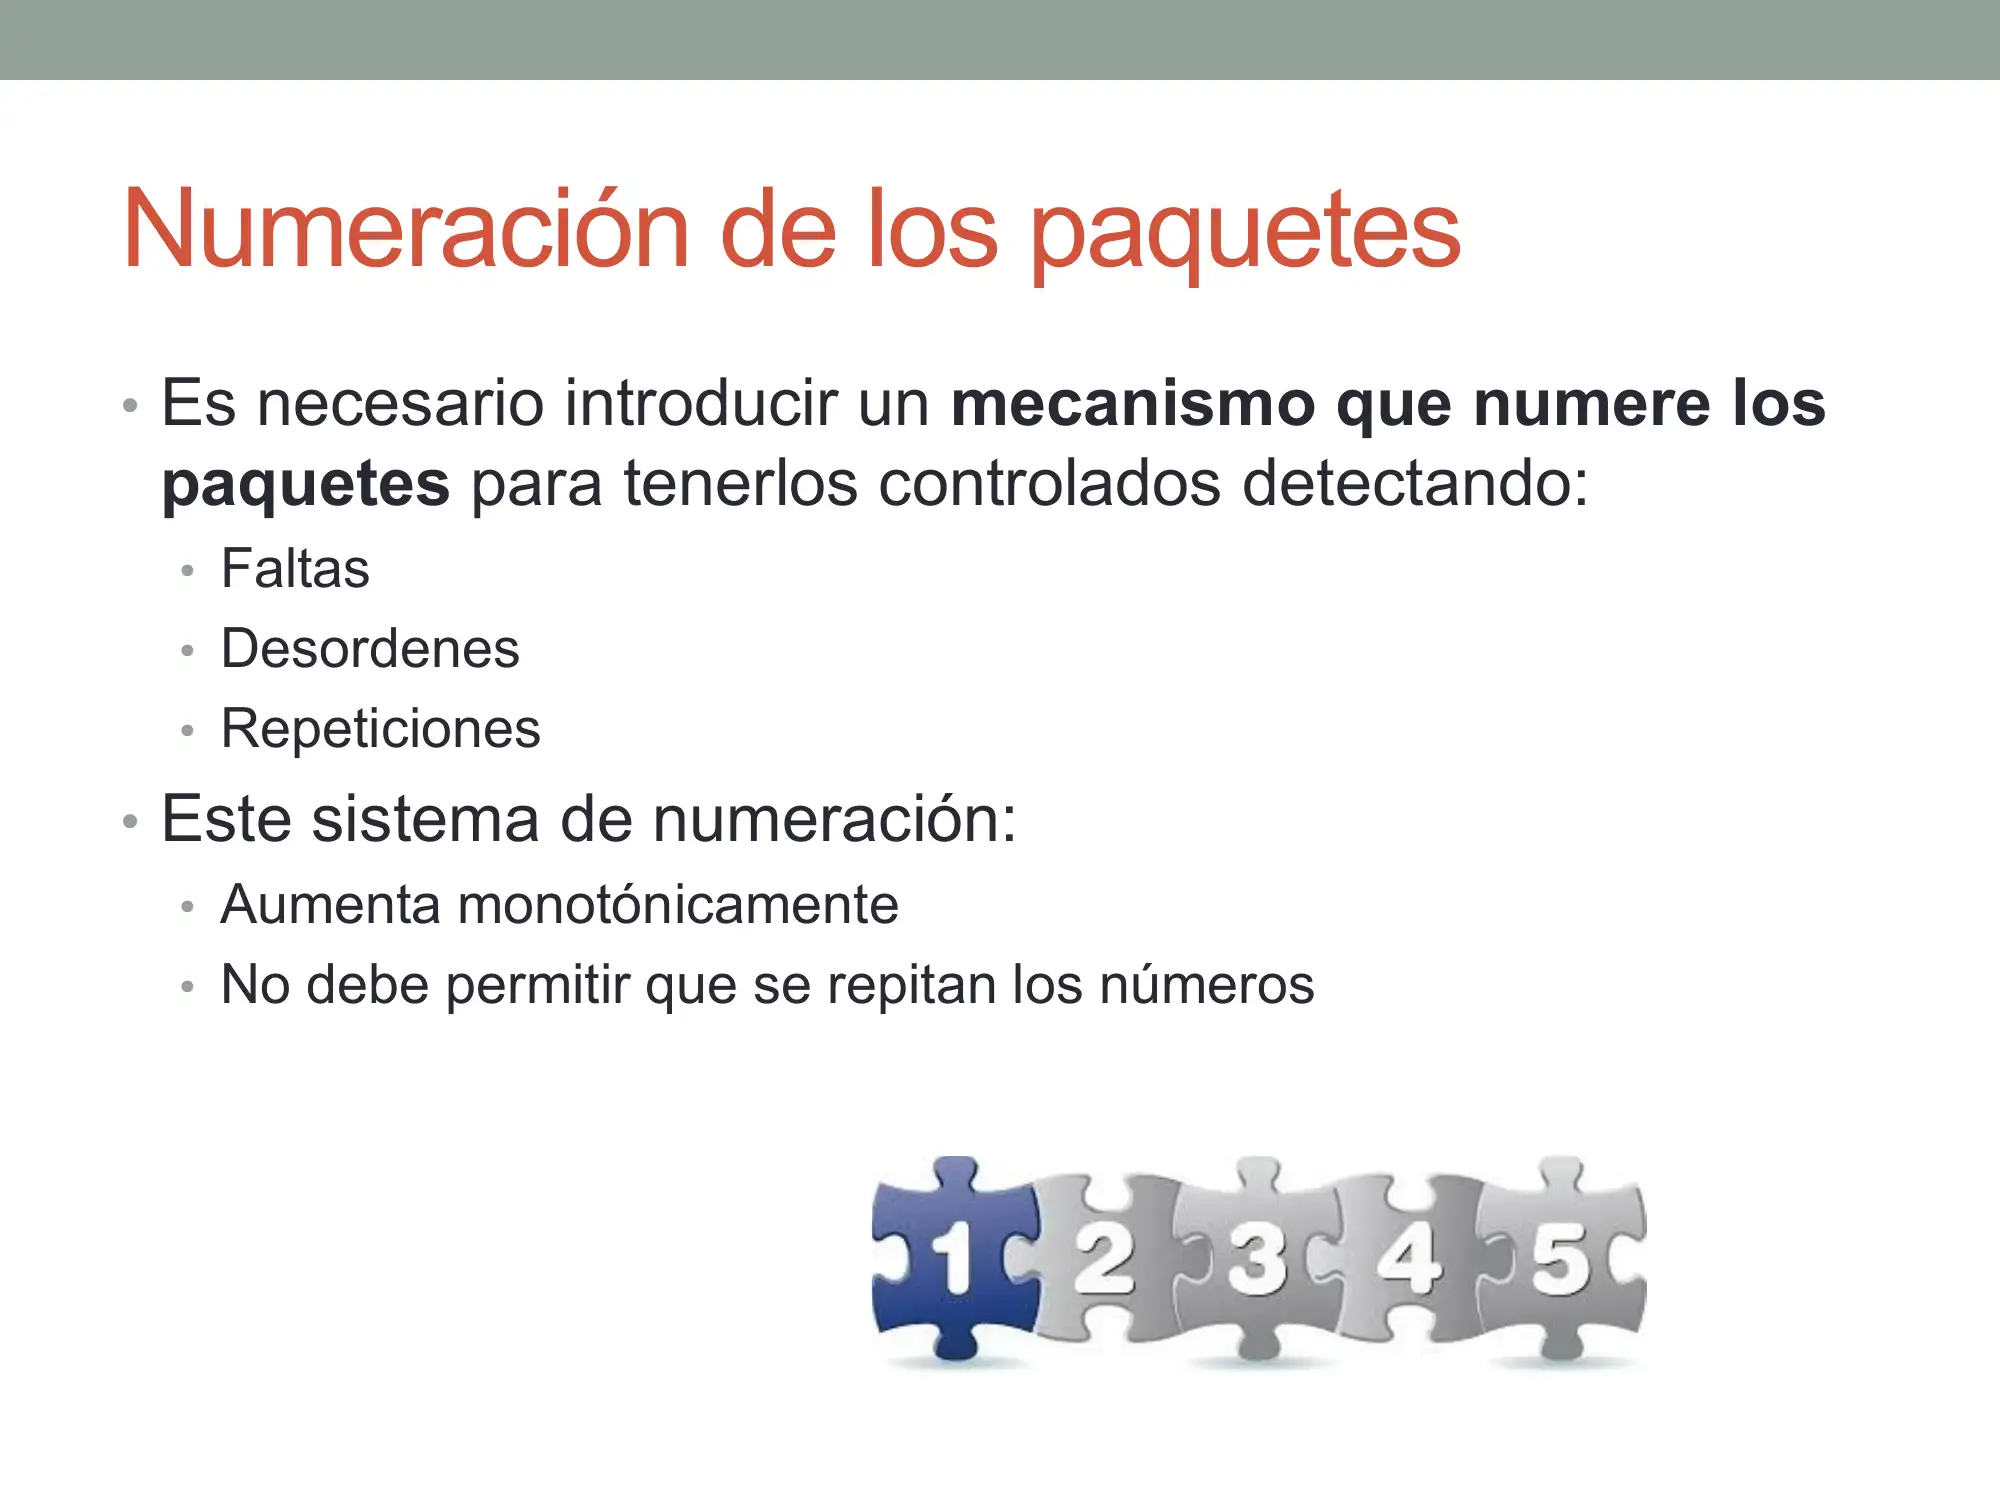 Numeración de los paquetes
• Es necesario introducir un mecanismo que numere los
paquetes para tenerlos controlados detectando:
• Faltas
• Desordenes
• Repeticiones
• Este sistema de numeración:
• Aumenta monotónicamente
• No debe permitir que se repitan los números
1 2 3 4 5